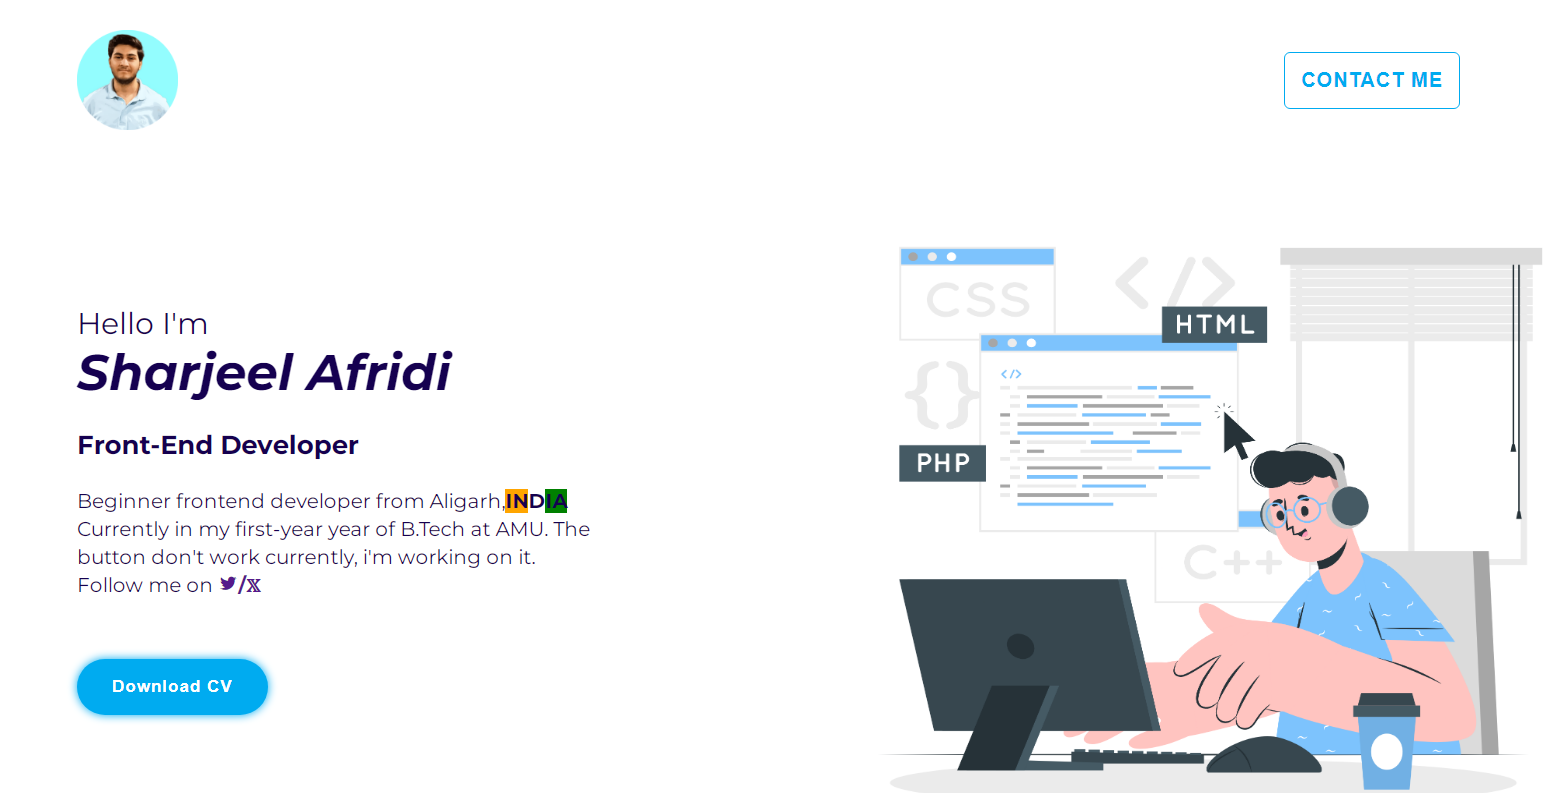 CONTACT ME
Hello I'm
Sharjeel Afridi
Front-End Developer
Beginner frontend developer from Aligarh,INDIA
Currently in my first-year year of B.Tech at AMU. The
button don't work currently, i'm working on it.
Follow me on /𝕏
Download CV
CSS
</>
HTML
</>
{}
PHP
C++